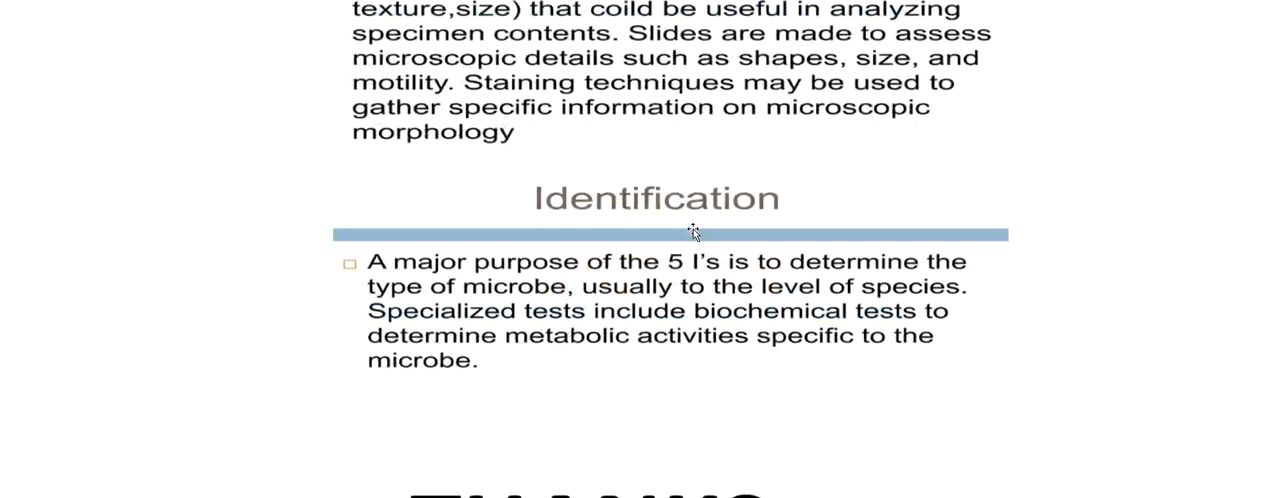 texture,size) that coild be useful in analyzing
specimen contents. Slides are made to assess
microscopic details such as shapes, size, and
motility. Staining techniques may be used to
gather specific information on microscopic
morphology
Identification
A major purpose of the 5 I’s is to determine the
type of microbe, usually to the level of species.
Specialized tests include biochemical tests to
determine metabolic activities specific to the
microbe.